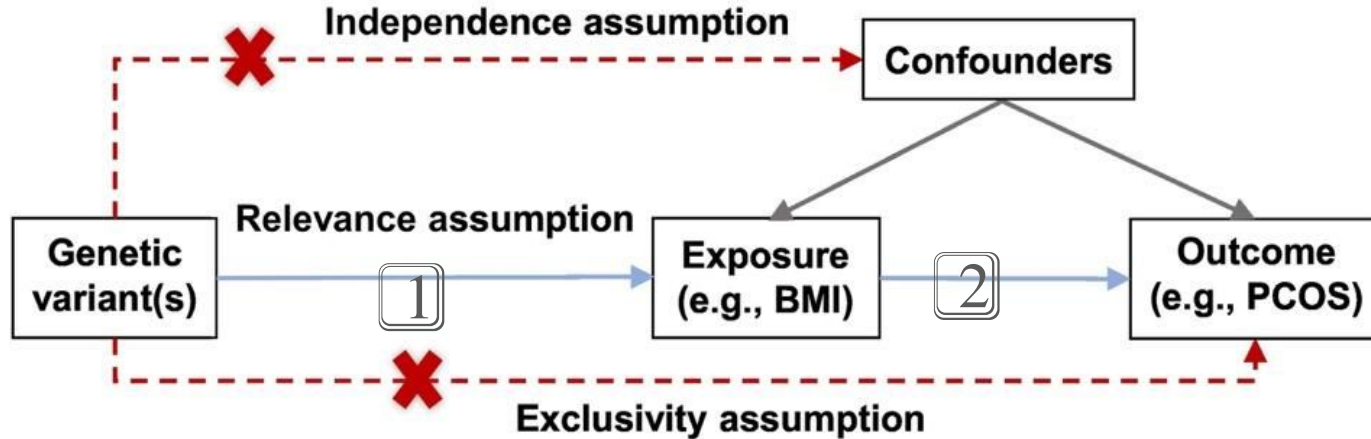 Independence assumption
Confounders
Relevance assumption
Genetic
variant(s)
1
Exposure
(e.g., BMI)
2
Outcome
(e.g., PCOS)
Exclusivity assumption